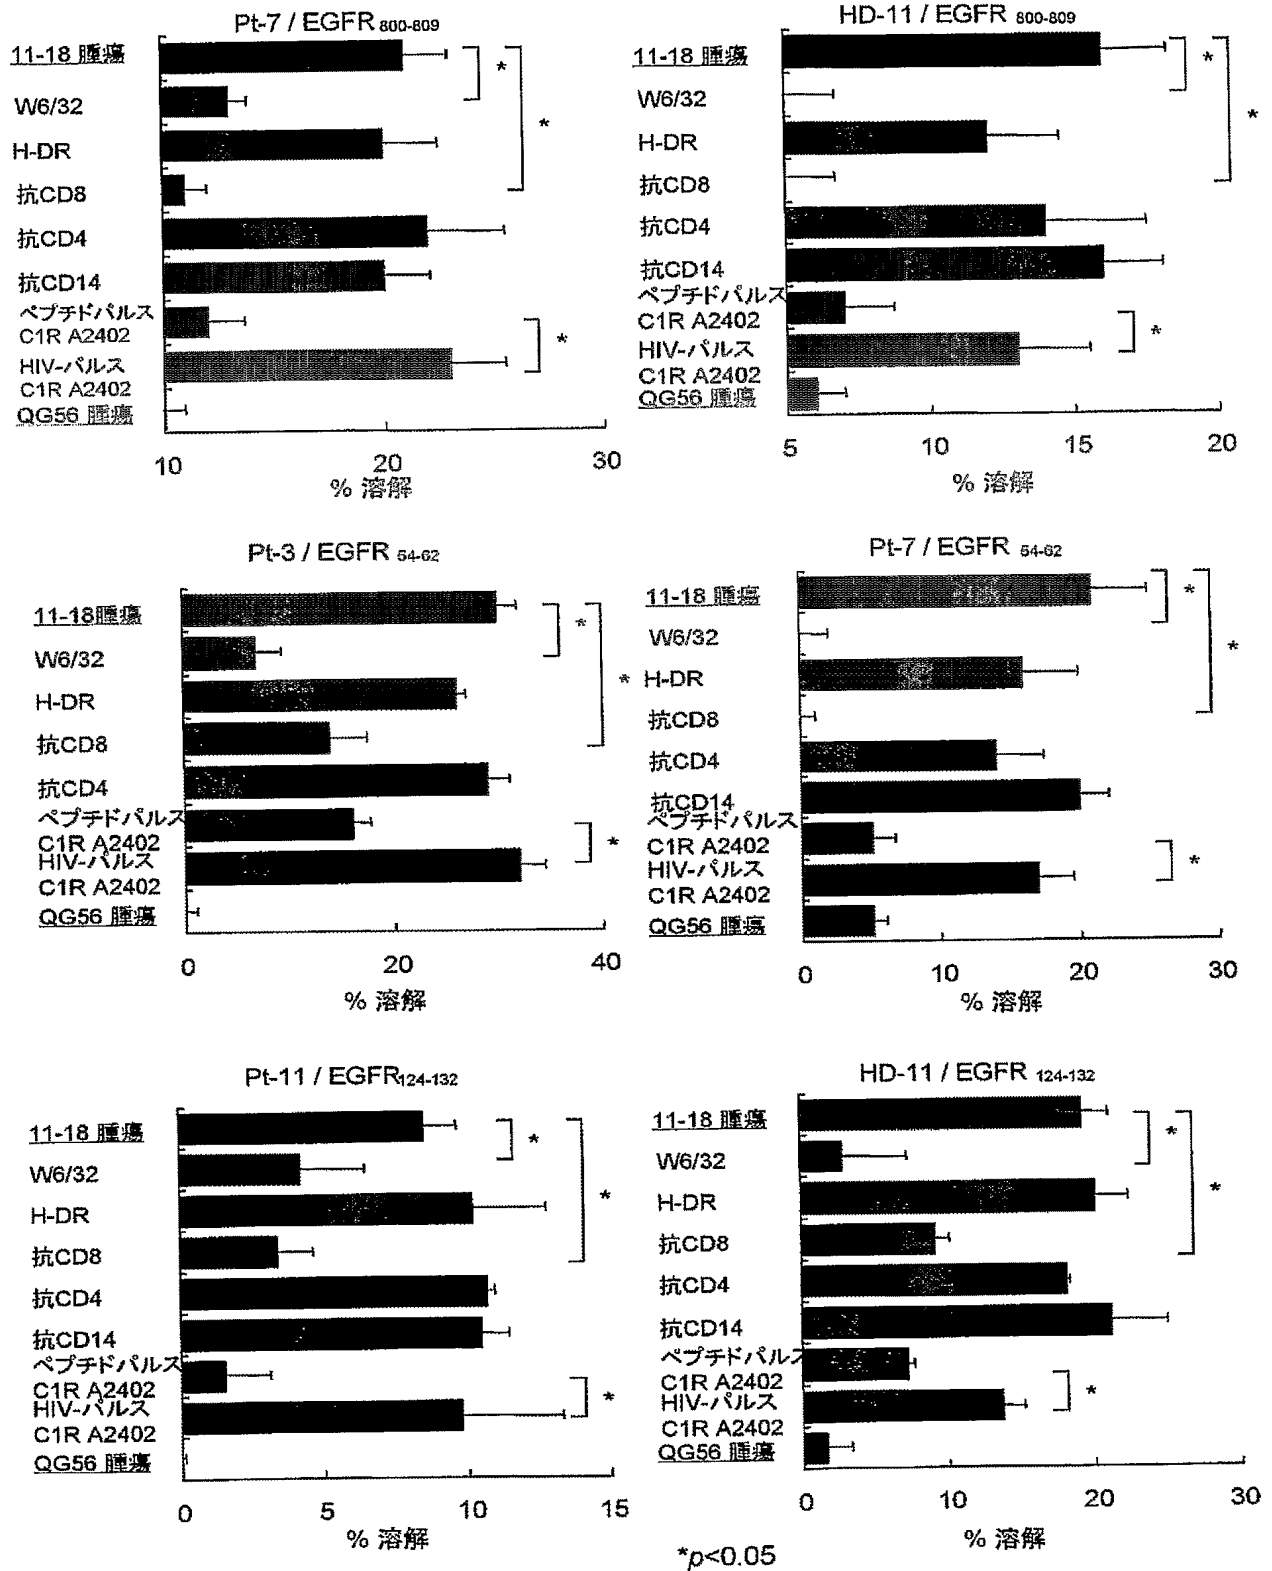 Pt-7 / EGFR 800-809
11-18 腫瘍
W6/32
H-DR
抗CD8
抗CD4
抗CD14
ペプチドパルス
C1R A2402
HIV-パルス
C1R A2402
QG56 腫瘍
*
*
*
10 20 30
% 溶解
HD-11 / EGFR 800-809
11-18 腫瘍
W6/32
H-DR
抗CD8
抗CD4
抗CD14
ペプチドパルス
C1R A2402
HIV-パルス
C1R A2402
QG56 腫瘍
*
*
*
5 10 15 20
% 溶解
Pt-3 / EGFR 54-62
11-18腫瘍
W6/32
H-DR
抗CD8
抗CD4
ペプチドパルス
C1R A2402
HIV-パルス
C1R A2402
QG56 腫瘍
*
*
*
0 20 40
% 溶解
Pt-7 / EGFR 54-62
11-18 腫瘍
W6/32
H-DR
抗CD8
抗CD4
抗CD14
ペプチドパルス
C1R A2402
HIV-パルス
C1R A2402
QG56 腫瘍
*
*
*
0 10 20 30
% 溶解
Pt-11 / EGFR124-132
11-18 腫瘍
W6/32
H-DR
抗CD8
抗CD4
抗CD14
ペプチドパルス
C1R A2402
HIV-パルス
C1R A2402
QG56 腫瘍
*
*
*
0 5 10 15
% 溶解
HD-11 / EGFR 124-132
11-18 腫瘍
W6/32
H-DR
抗CD8
抗CD4
抗CD14
ペプチドパルス
C1R A2402
HIV-パルス
C1R A2402
QG56 腫瘍
*
*
*
0 10 20 30
% 溶解
*p<0.05